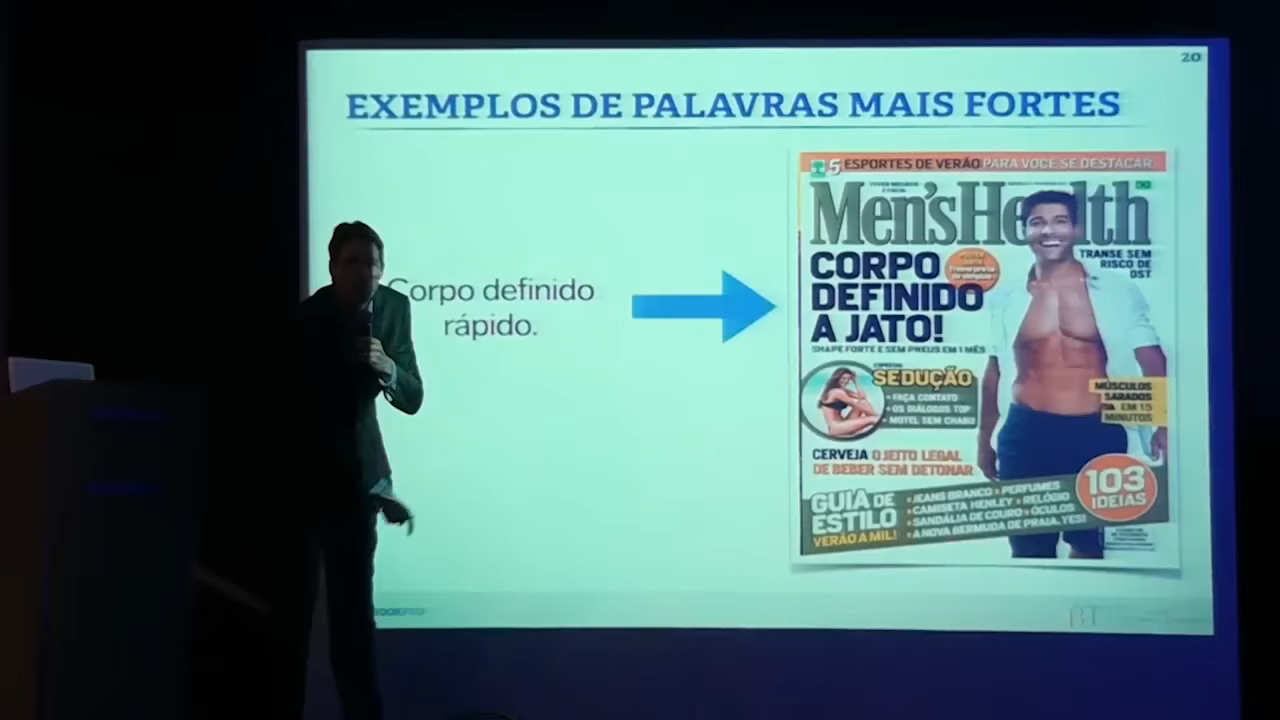 20
EXEMPLOS DE PALAVRAS MAIS FORTES
Corpo definido
rápido.
5 ESPORTES DE VERÃO PARA VOCÊ SE DESTACAR
Men'sHealth
TRANSE SEM
RISCO DE
DST
CORPO
DEFINIDO
A JATO!
SHAPE FORTE E SEM PNEUS EM 1 MÊS
ESPECIAL
SEDUÇÃO
• FAÇA CONTATO
• OS DIÁLOGOS TOP
• MOTEL SEM CHABU
MÚSCULOS
SARADOS
EM 15
MINUTOS
CERVEJA O JEITO LEGAL
DE BEBER SEM DETONAR
103
IDEIAS
GUIA DE
ESTILO
VERÃO A MIL!
• JEANS BRANCO • PERFUMES
• CAMISETA HENLEY • RELÓGIO
• SANDÁLIA DE COURO • ÓCULOS
• A NOVA BERMUDA DE PRAIA, YES!